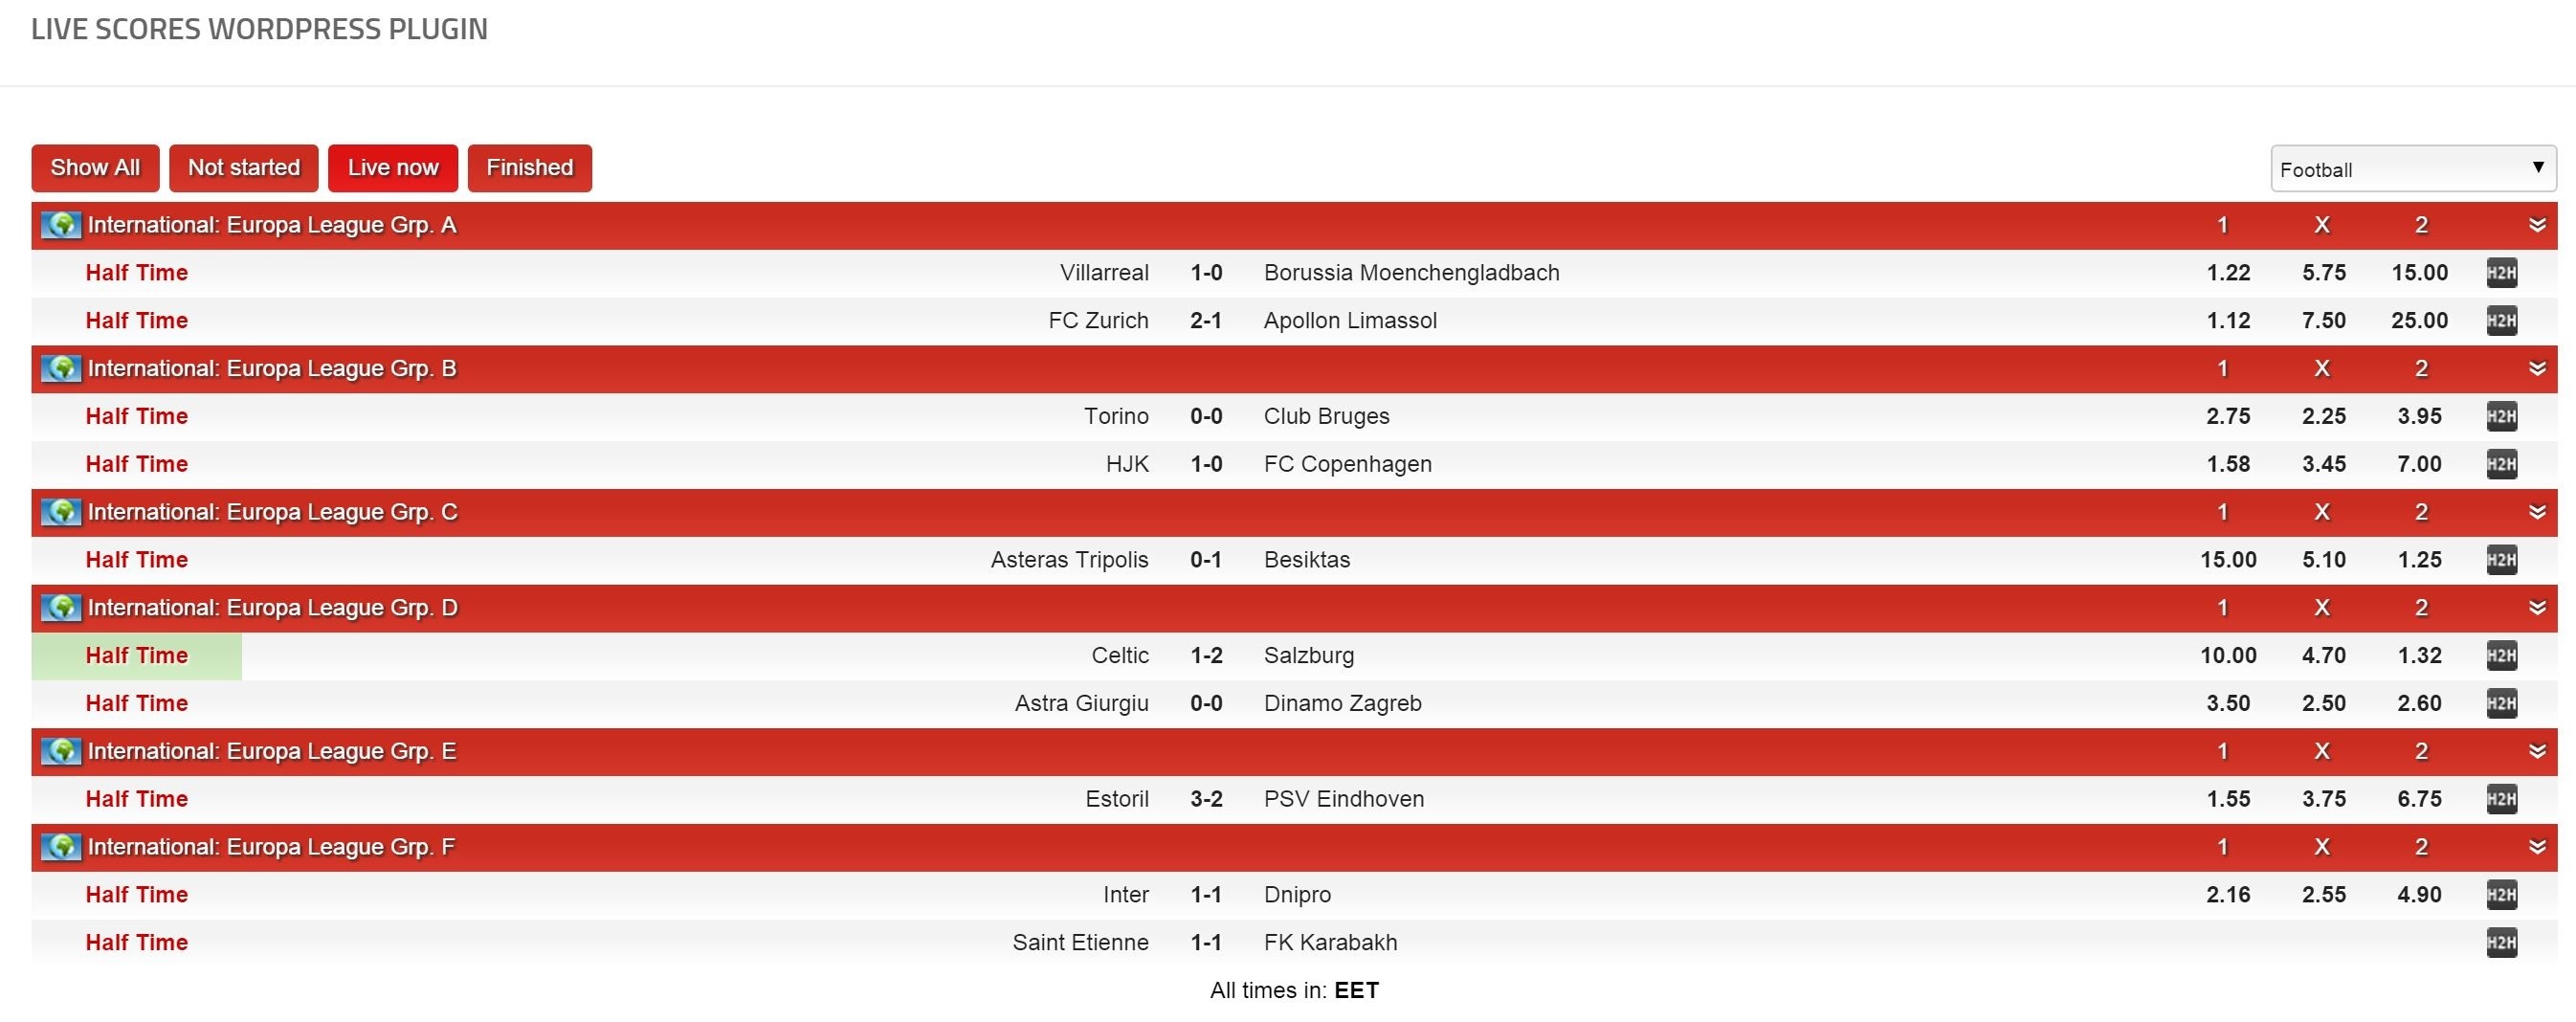 LIVE SCORES WORDPRESS PLUGIN
Show All Not started Live now Finished Football
International: Europa League Grp. A 1 X 2
Half Time Villarreal 1-0 Borussia Moenchengladbach 1.22 5.75 15.00 H2H
Half Time FC Zurich 2-1 Apollon Limassol 1.12 7.50 25.00 H2H
International: Europa League Grp. B 1 X 2
Half Time Torino 0-0 Club Bruges 2.75 2.25 3.95 H2H
Half Time HJK 1-0 FC Copenhagen 1.58 3.45 7.00 H2H
International: Europa League Grp. C 1 X 2
Half Time Asteras Tripolis 0-1 Besiktas 15.00 5.10 1.25 H2H
International: Europa League Grp. D 1 X 2
Half Time Celtic 1-2 Salzburg 10.00 4.70 1.32 H2H
Half Time Astra Giurgiu 0-0 Dinamo Zagreb 3.50 2.50 2.60 H2H
International: Europa League Grp. E 1 X 2
Half Time Estoril 3-2 PSV Eindhoven 1.55 3.75 6.75 H2H
International: Europa League Grp. F 1 X 2
Half Time Inter 1-1 Dnipro 2.16 2.55 4.90 H2H
Half Time Saint Etienne 1-1 FK Karabakh H2H
All times in: EET